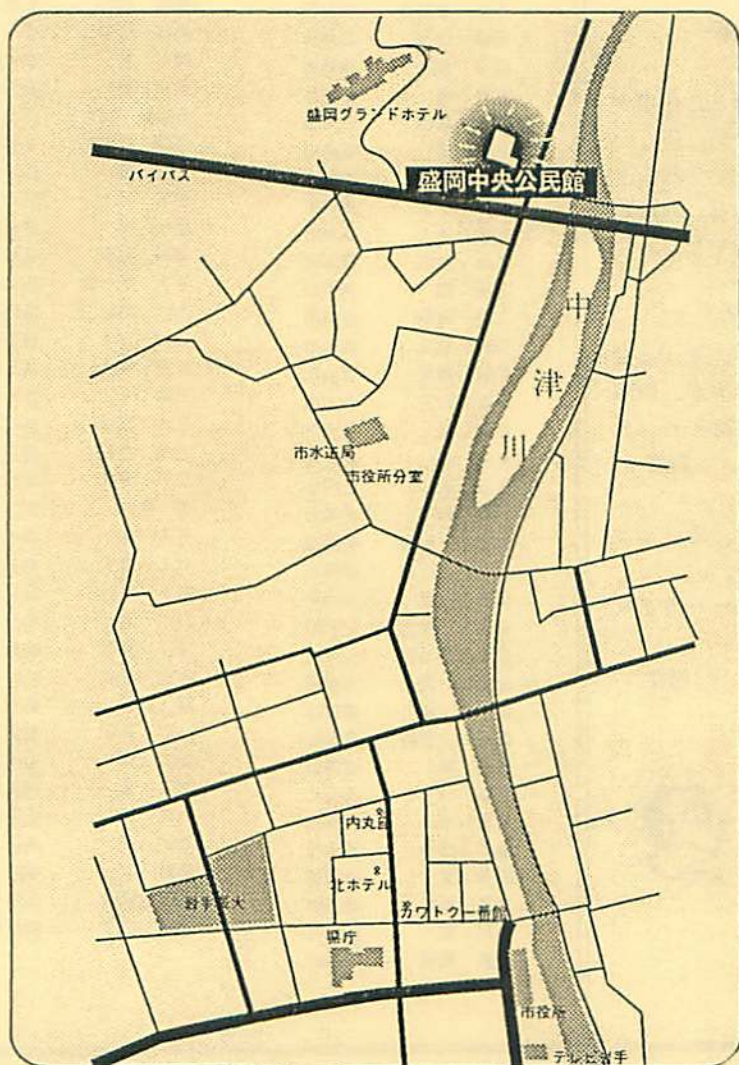 盛岡グランドホテル
盛岡中央公民館
バイパス
中津川
市水道局
市役所分室
内丸
北ホテル
岩手医大
カワトク一番館
県庁
市役所
テレビ岩手